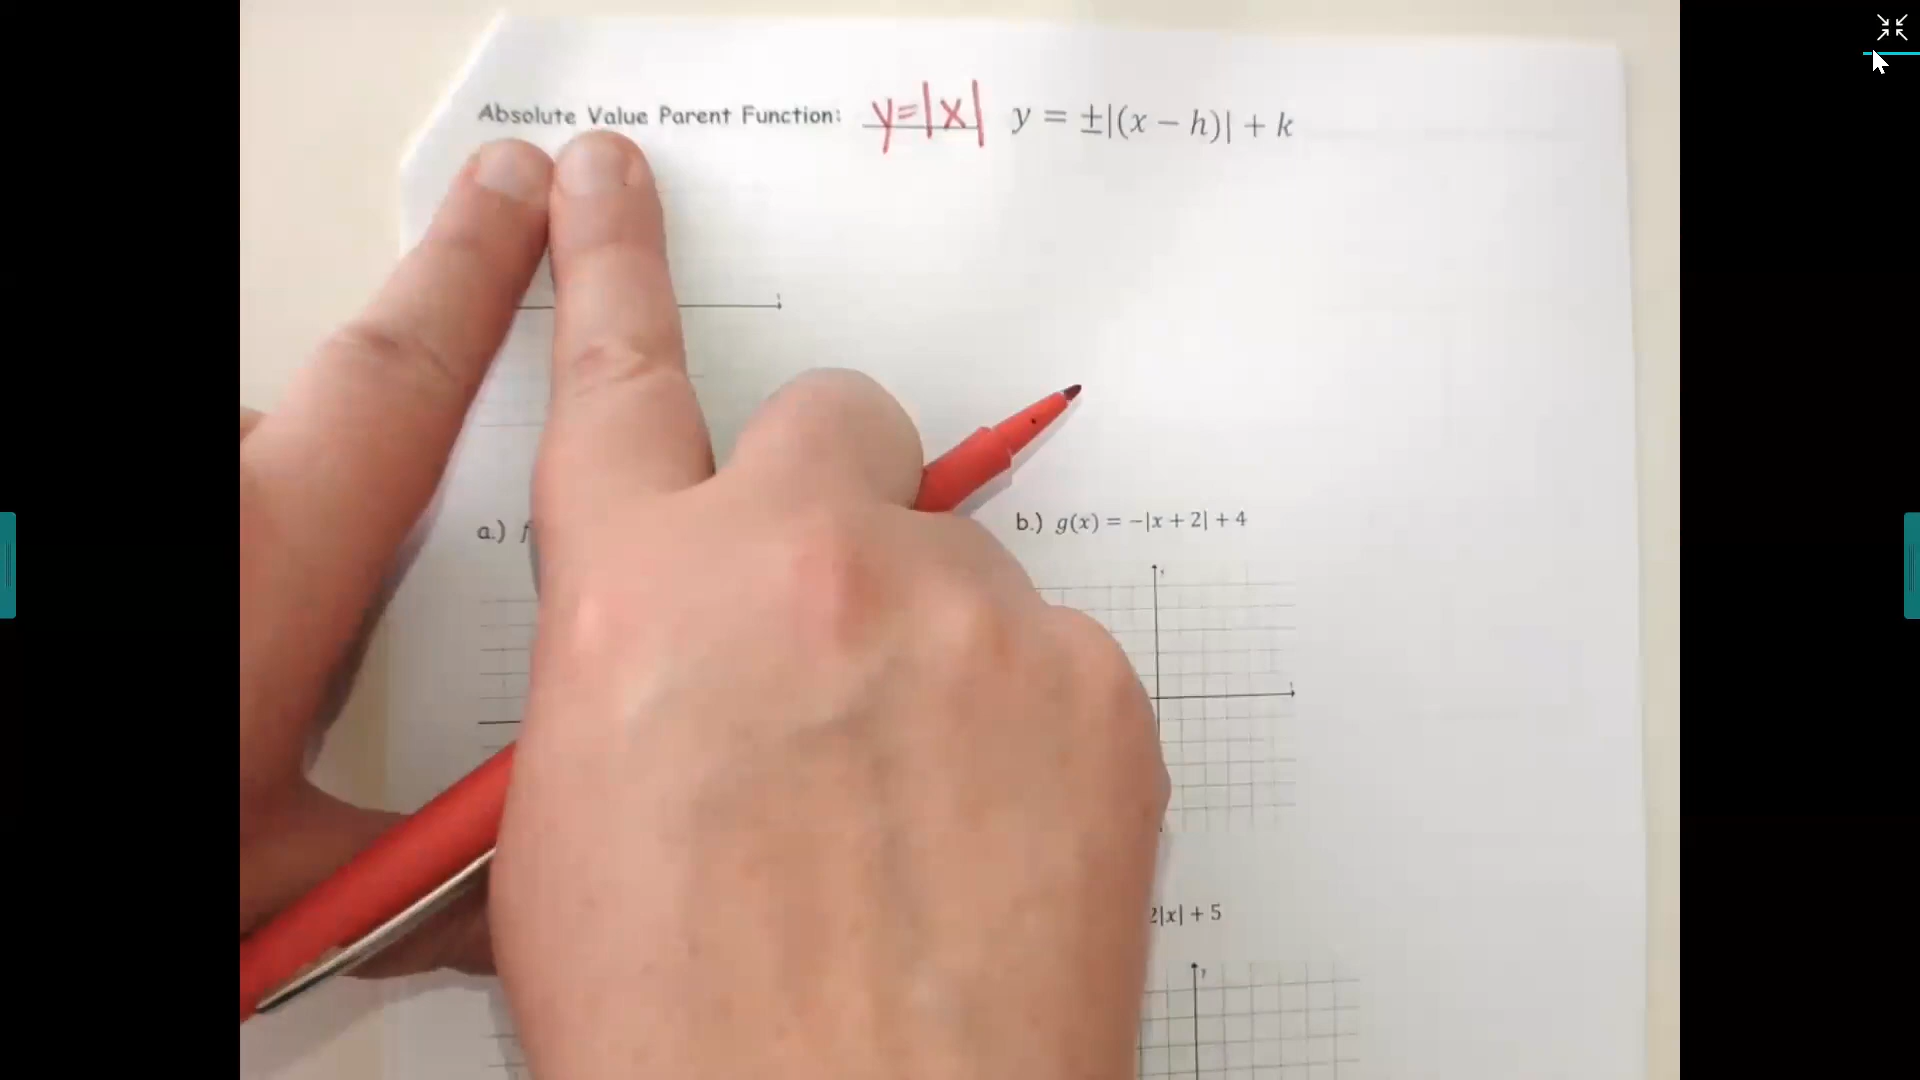 Absolute Value Parent Function: y=|x| y = ±|(x − h)| + k
a.) f
b.) g(x) = −|x + 2| + 4
2|x| + 5
y